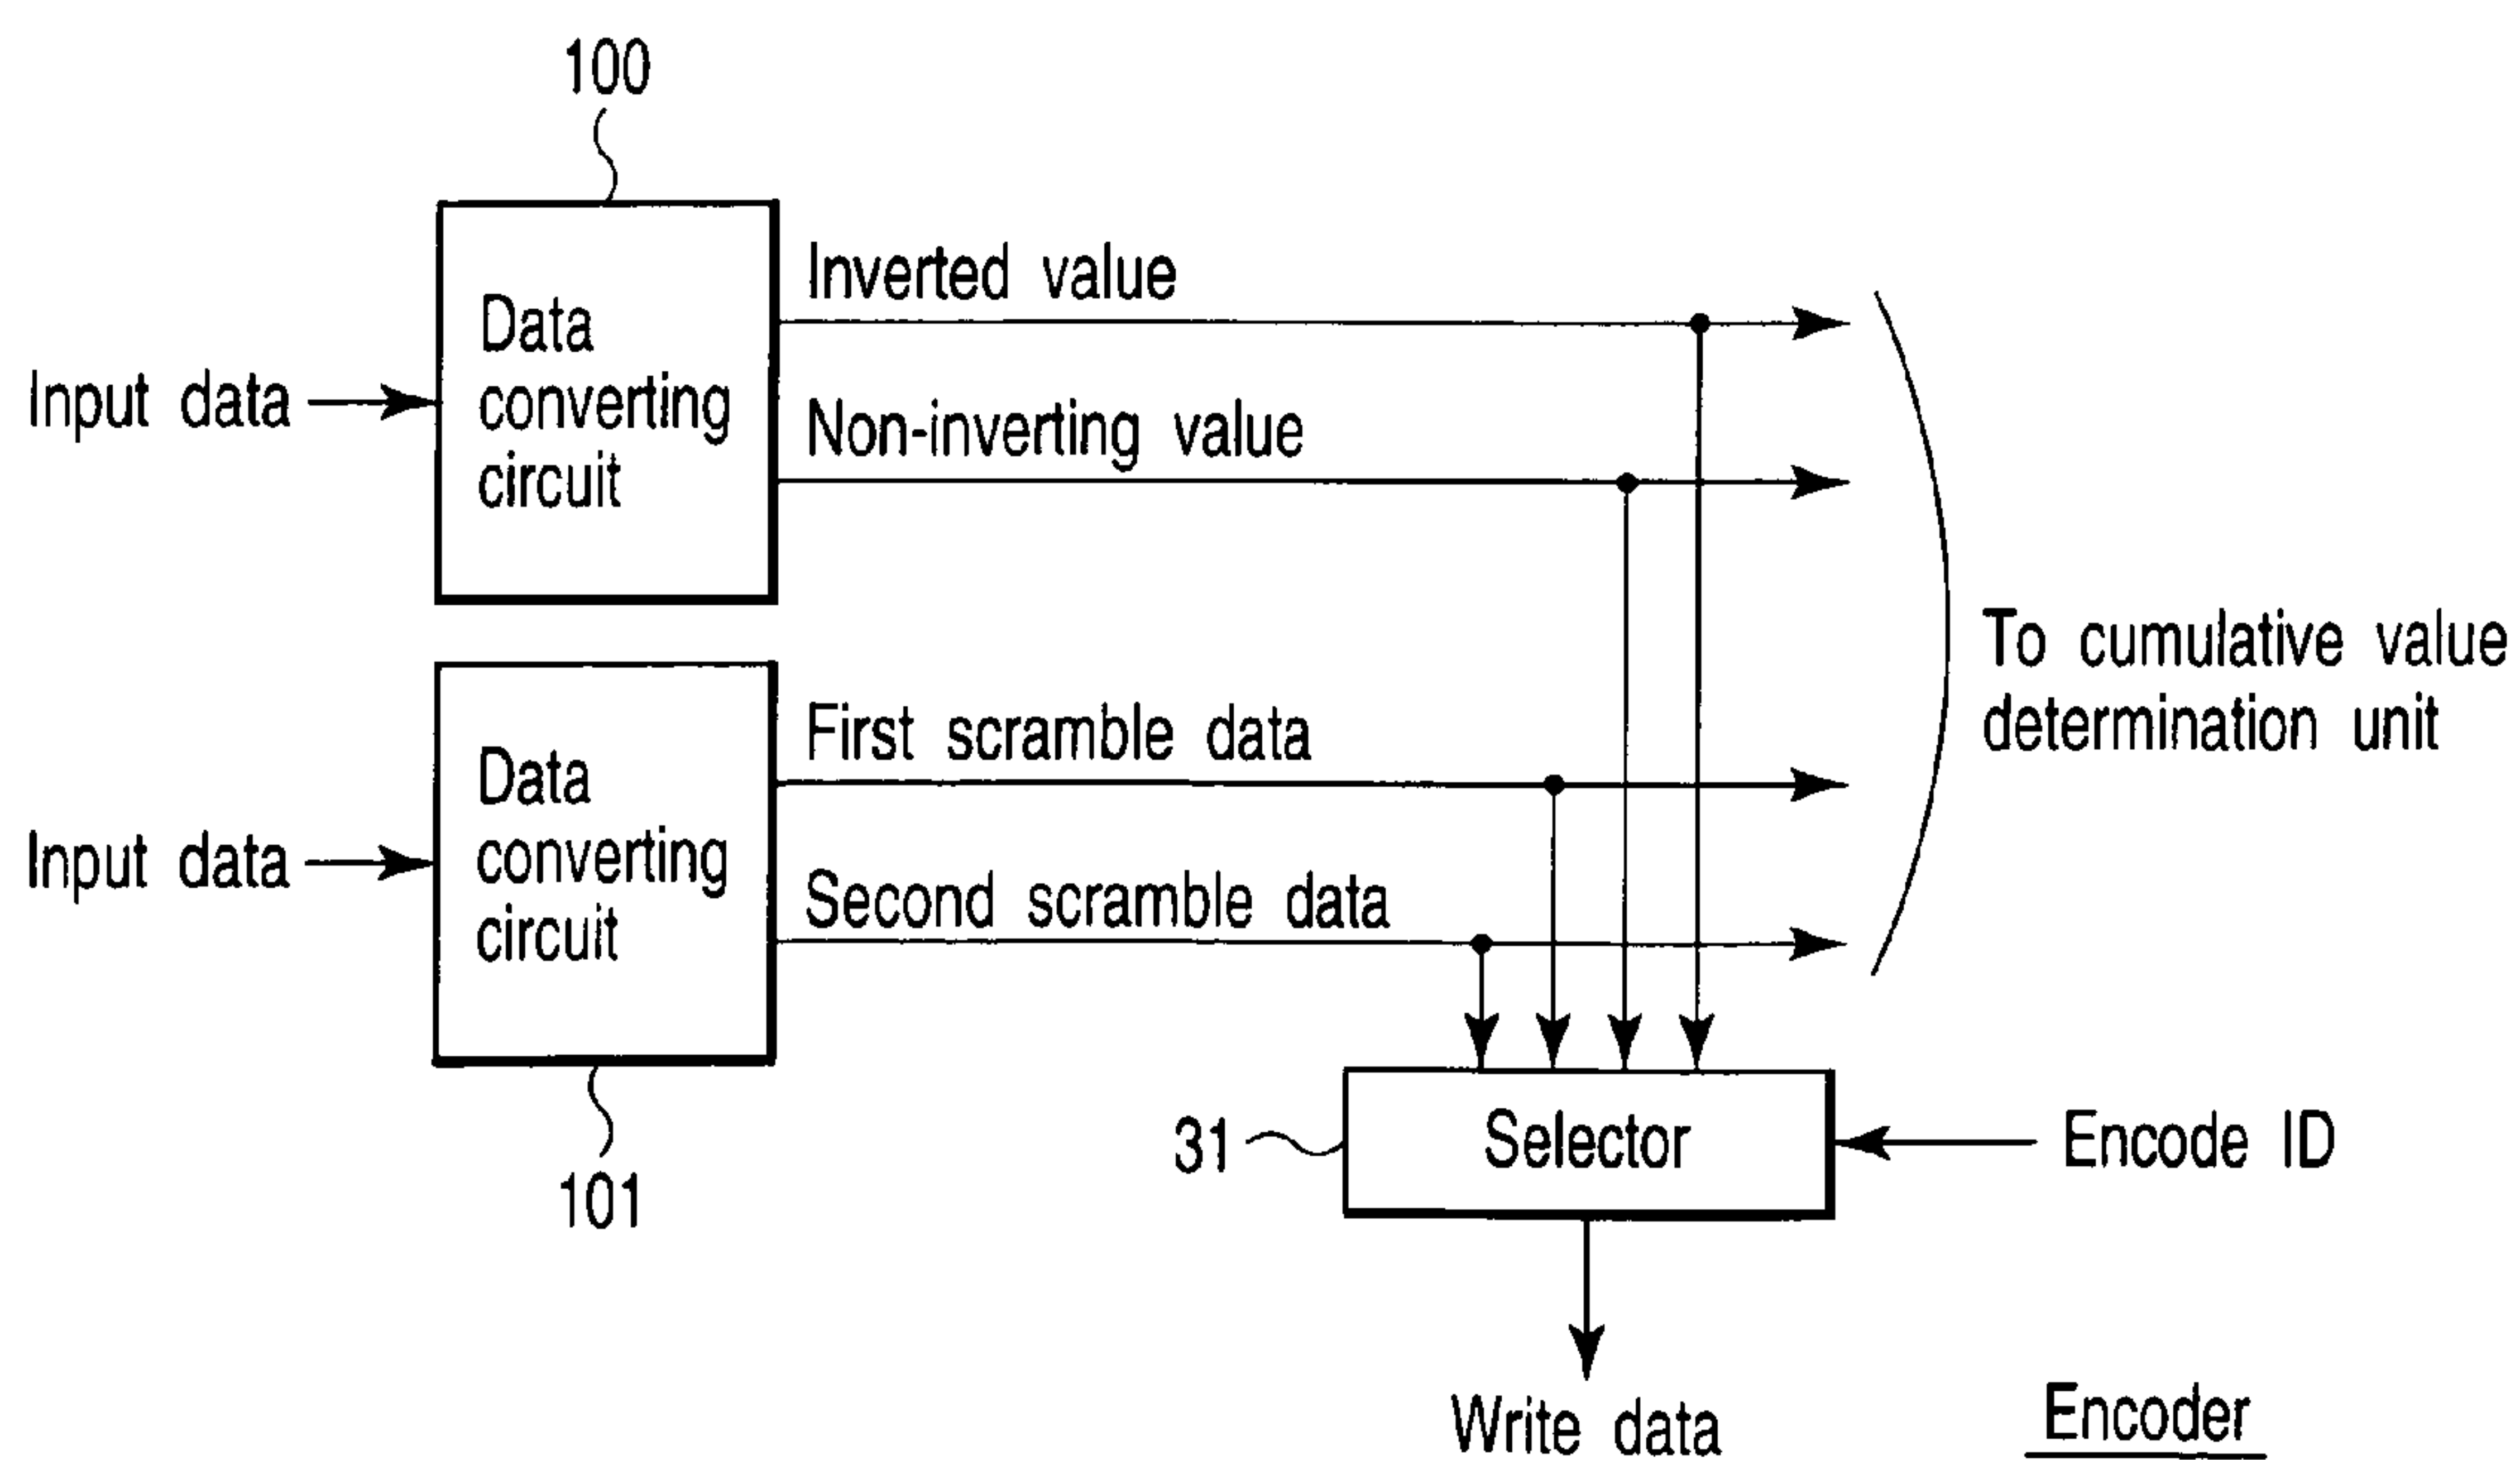 100
Inverted value
Data
converting
circuit
Input data
Non-inverting value
To cumulative value
determination unit
First scramble data
Data
converting
circuit
Input data
Second scramble data
101
31
Selector
Encode ID
Write data
Encoder